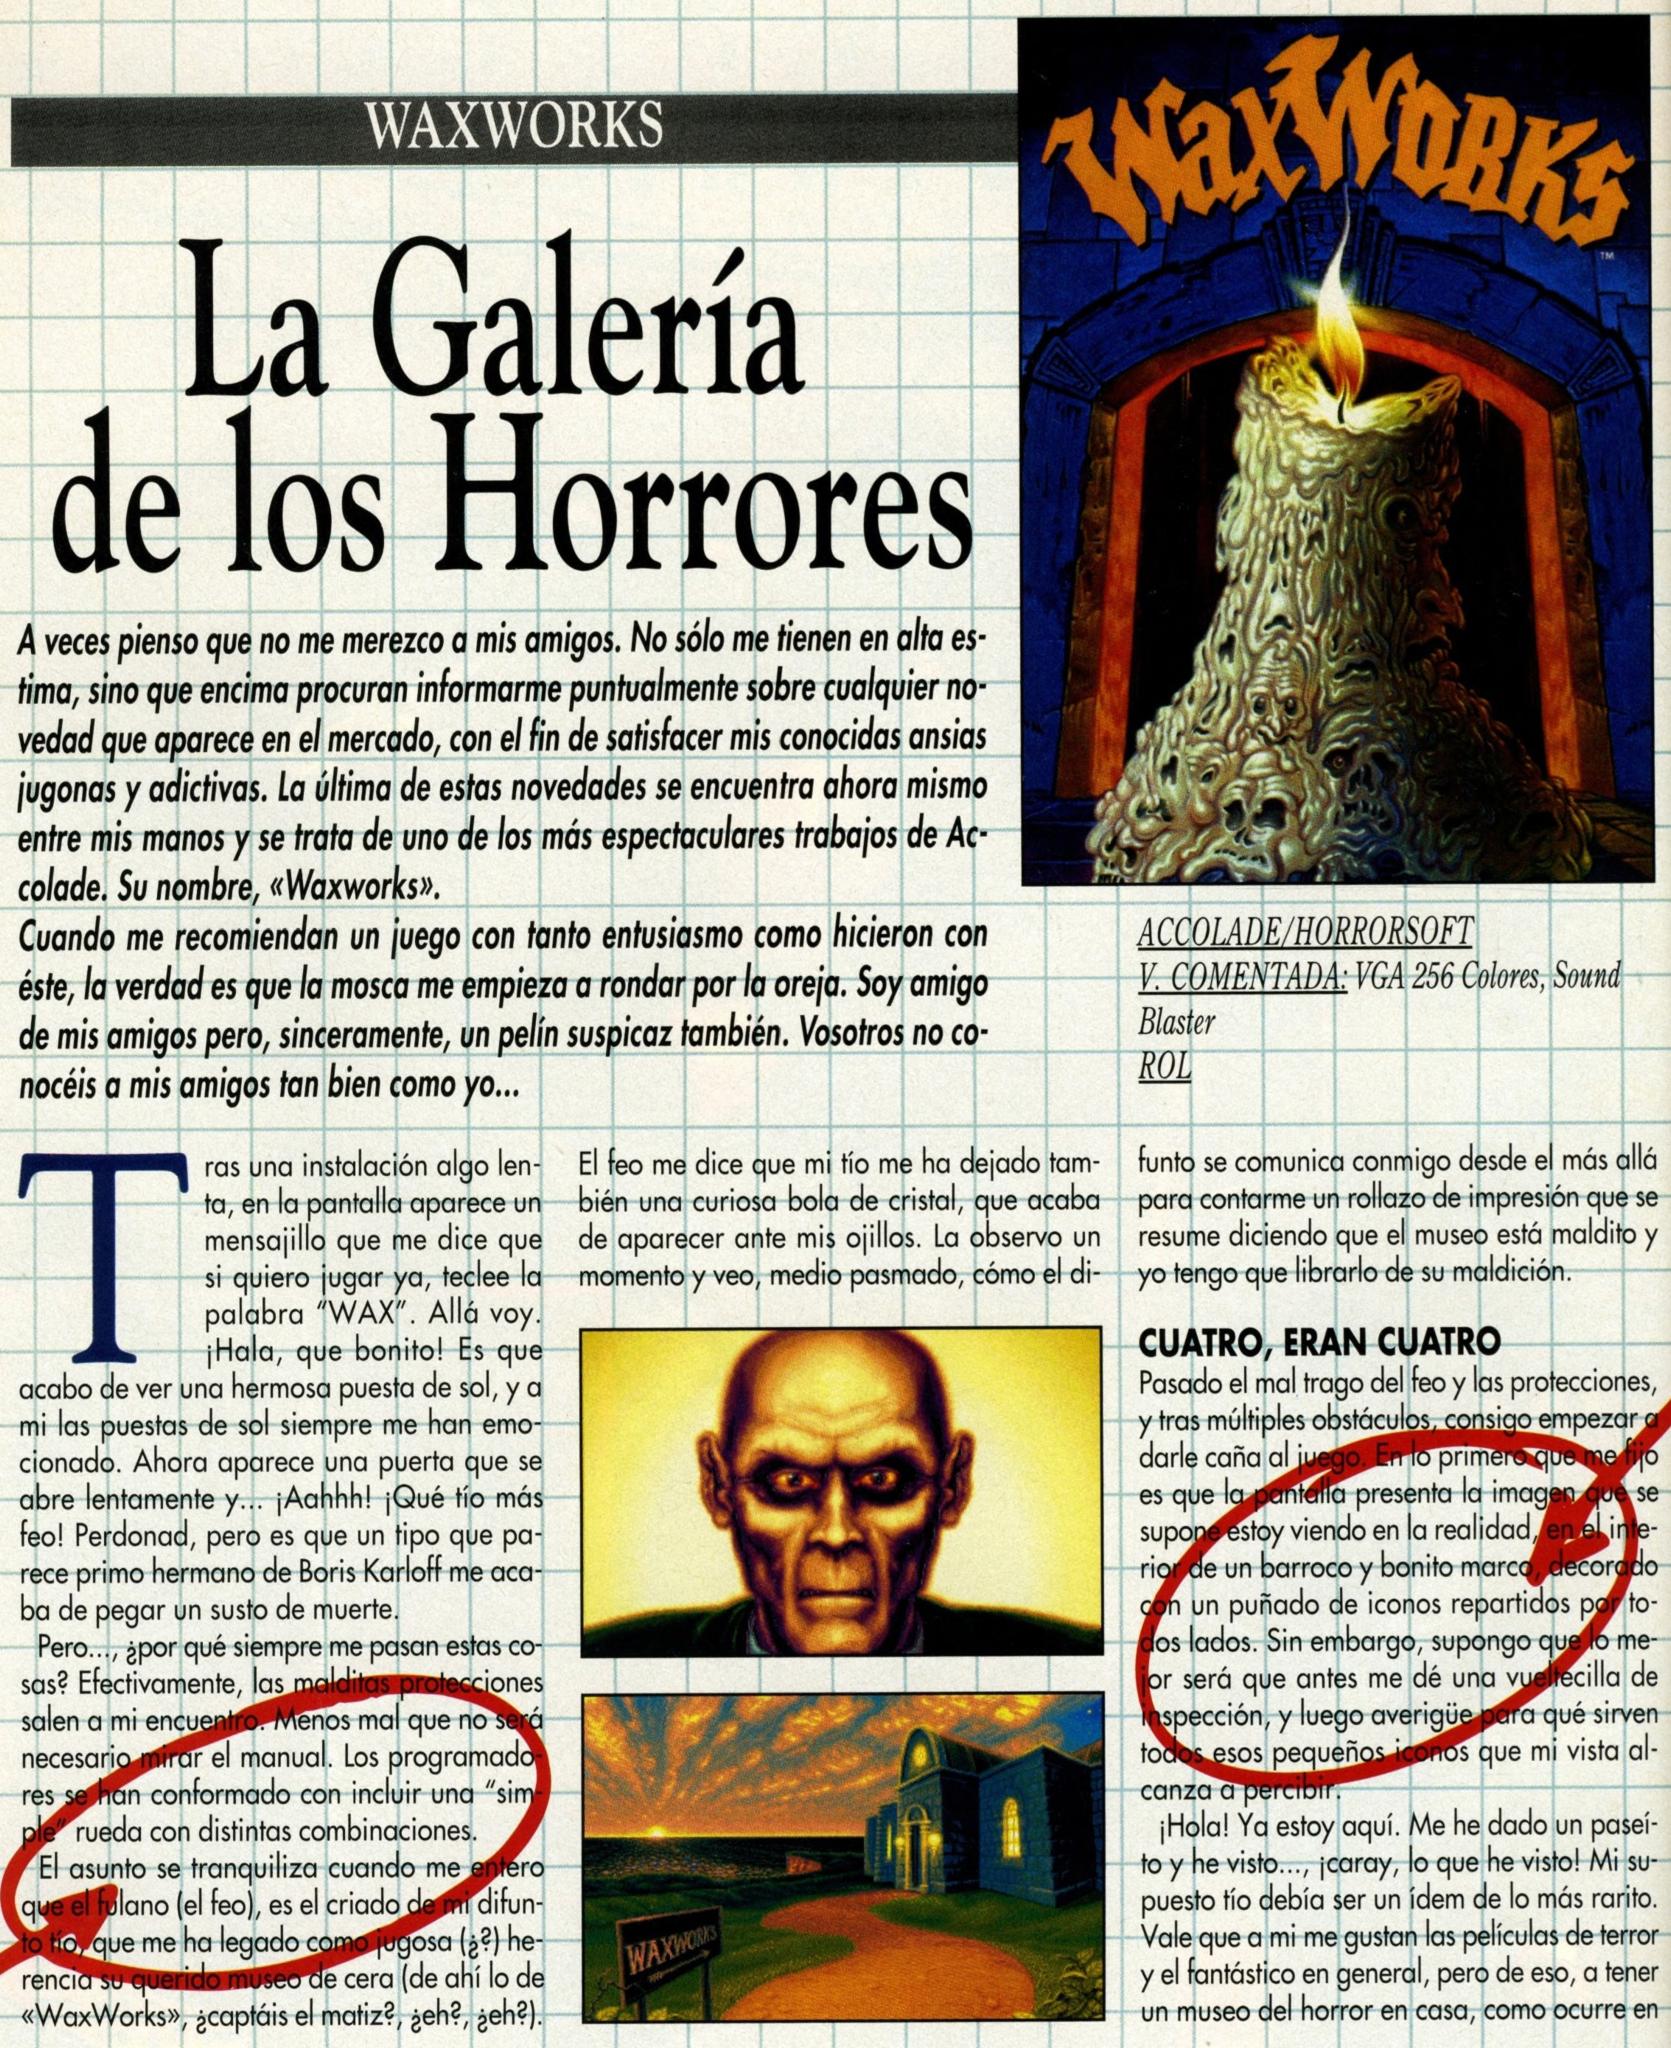 WAXWORKS
WAXWORKS
TM
La Galería
de los Horrores
A veces pienso que no me merezco a mis amigos. No sólo me tienen en alta es-
tima, sino que encima procuran informarme puntualmente sobre cualquier no-
vedad que aparece en el mercado, con el fin de satisfacer mis conocidas ansias
jugonas y adictivas. La última de estas novedades se encuentra ahora mismo
entre mis manos y se trata de uno de los más espectaculares trabajos de Ac-
colade. Su nombre, «Waxworks».
Cuando me recomiendan un juego con tanto entusiasmo como hicieron con
éste, la verdad es que la mosca me empieza a rondar por la oreja. Soy amigo
de mis amigos pero, sinceramente, un pelín suspicaz también. Vosotros no co-
nocéis a mis amigos tan bien como yo...
ACCOLADE/HORRORSOFT
V. COMENTADA: VGA 256 Colores, Sound
Blaster
ROL
Tras una instalación algo len-
ta, en la pantalla aparece un
mensajillo que me dice que
si quiero jugar ya, teclee la
palabra "WAX". Allá voy.
¡Hala, que bonito! Es que
acabo de ver una hermosa puesta de sol, y a
mi las puestas de sol siempre me han emo-
cionado. Ahora aparece una puerta que se
abre lentamente y... ¡Aahhh! ¡Qué tío más
feo! Perdonad, pero es que un tipo que pa-
rece primo hermano de Boris Karloff me aca-
ba de pegar un susto de muerte.
Pero..., ¿por qué siempre me pasan estas co-
sas? Efectivamente, las malditas protecciones
salen a mi encuentro. Menos mal que no será
necesario mirar el manual. Los programado-
res se han conformado con incluir una "sim-
ple" rueda con distintas combinaciones.
El asunto se tranquiliza cuando me entero
que el fulano (el feo), es el criado de mi difun-
to tío, que me ha legado como jugosa (¿?) he-
rencia su querido museo de cera (de ahí lo de
«WaxWorks», ¿captáis el matiz?, ¿eh?, ¿eh?).
El feo me dice que mi tío me ha dejado tam-
bién una curiosa bola de cristal, que acaba
de aparecer ante mis ojillos. La observo un
momento y veo, medio pasmado, cómo el di-
WAXWORKS
funto se comunica conmigo desde el más allá
para contarme un rollazo de impresión que se
resume diciendo que el museo está maldito y
yo tengo que librarlo de su maldición.
CUATRO, ERAN CUATRO
Pasado el mal trago del feo y las protecciones,
y tras múltiples obstáculos, consigo empezar a
darle caña al juego. En lo primero que me fijo
es que la pantalla presenta la imagen que se
supone estoy viendo en la realidad, en el inte-
rior de un barroco y bonito marco, decorado
con un puñado de iconos repartidos por to-
dos lados. Sin embargo, supongo que lo me-
jor será que antes me dé una vueltecilla de
inspección, y luego averigüe para qué sirven
todos esos pequeños iconos que mi vista al-
canza a percibir.
¡Hola! Ya estoy aquí. Me he dado un paseí-
to y he visto..., ¡caray, lo que he visto! Mi su-
puesto tío debía ser un ídem de lo más rarito.
Vale que a mi me gustan las películas de terror
y el fantástico en general, pero de eso, a tener
un museo del horror en casa, como ocurre en